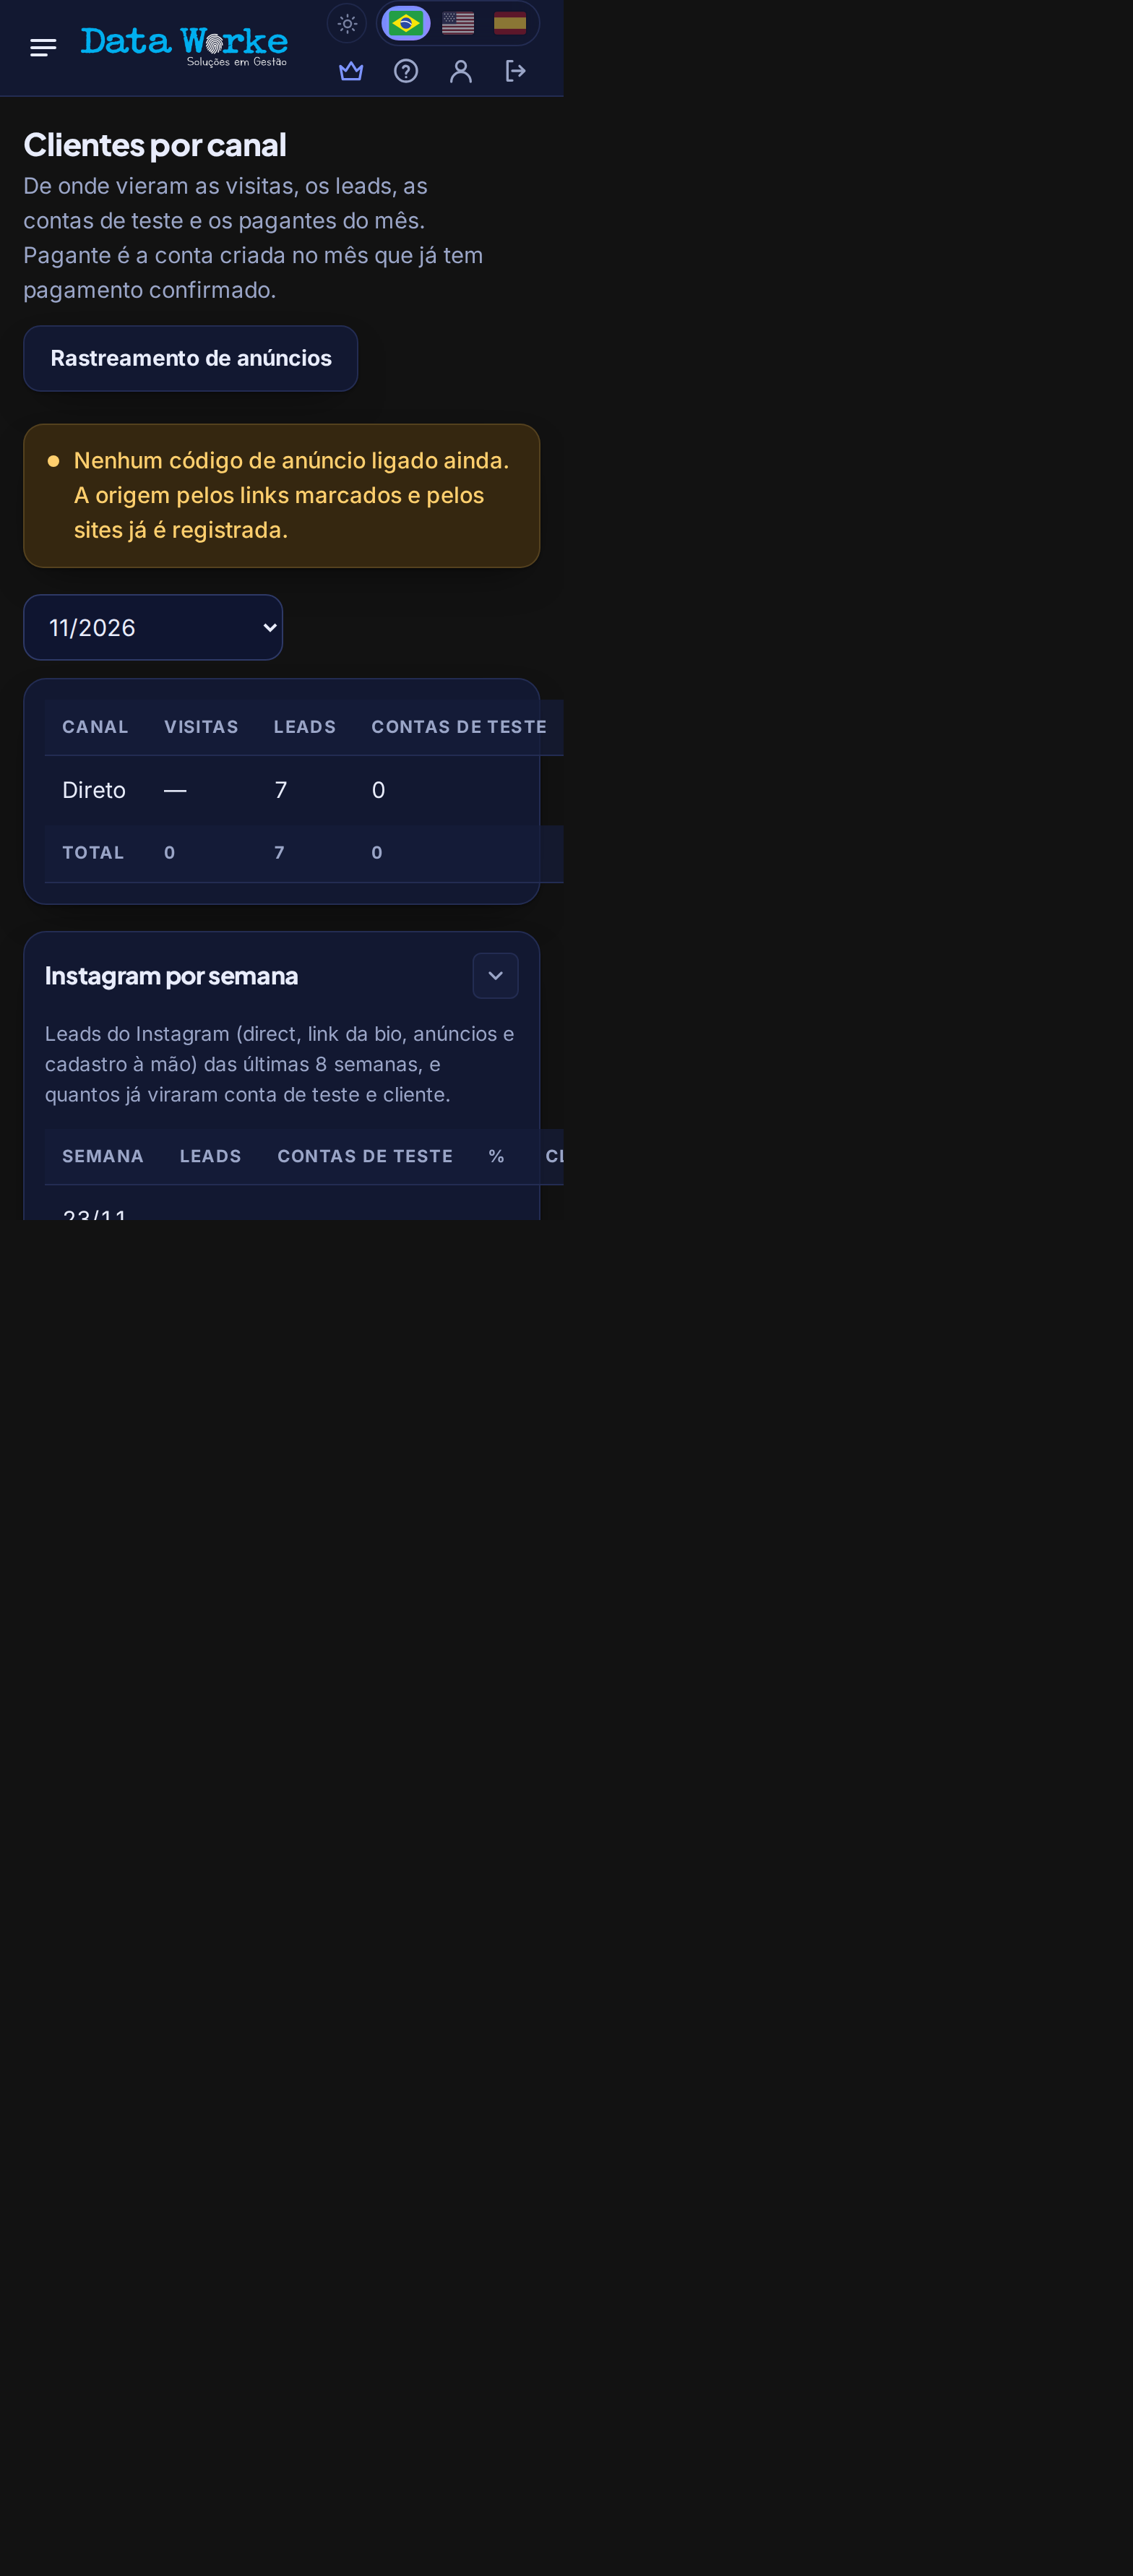 Data Worke
Soluções em Gestão
Clientes por canal
De onde vieram as visitas, os leads, as
contas de teste e os pagantes do mês.
Pagante é a conta criada no mês que já tem
pagamento confirmado.
Rastreamento de anúncios
Nenhum código de anúncio ligado ainda.
A origem pelos links marcados e pelos
sites já é registrada.
11/2026
CANAL VISITAS LEADS CONTAS DE TESTE
Direto — 7 0
TOTAL 0 7 0
Instagram por semana
Leads do Instagram (direct, link da bio, anúncios e
cadastro à mão) das últimas 8 semanas, e
quantos já viraram conta de teste e cliente.
SEMANA LEADS CONTAS DE TESTE %
23/11